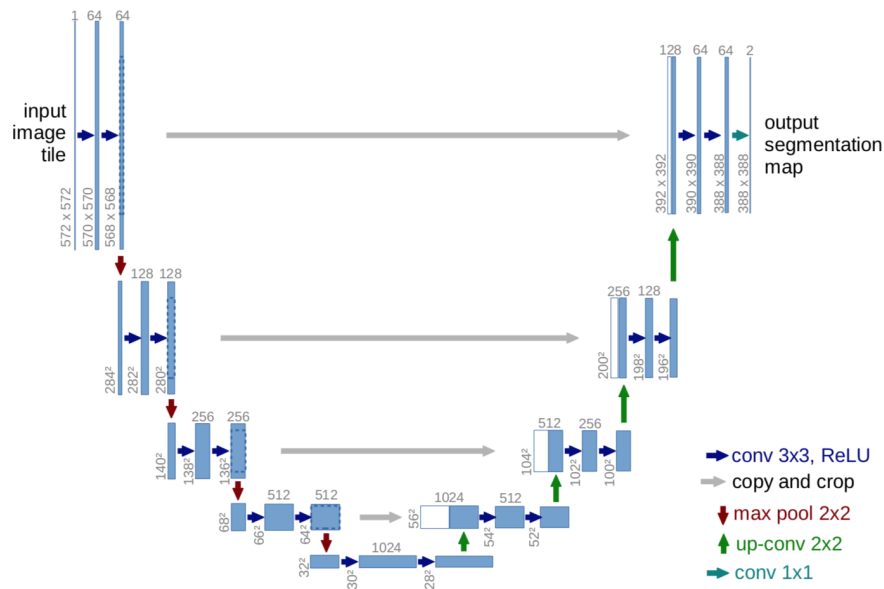 1 64 64
128 64 64 2
input
image
tile
output
segmentation
map
572 x 572
570 x 570
568 x 568
392 x 392
390 x 390
388 x 388
388 x 388
128 128
256 128
284²
282²
280²
200²
198²
196²
256 256
512 256
140²
138²
136²
104²
102²
100²
conv 3x3, ReLU
copy and crop
max pool 2x2
up-conv 2x2
conv 1x1
512 512
1024 512
68²
66²
64²
56²
54²
52²
1024
32²
30²
28²